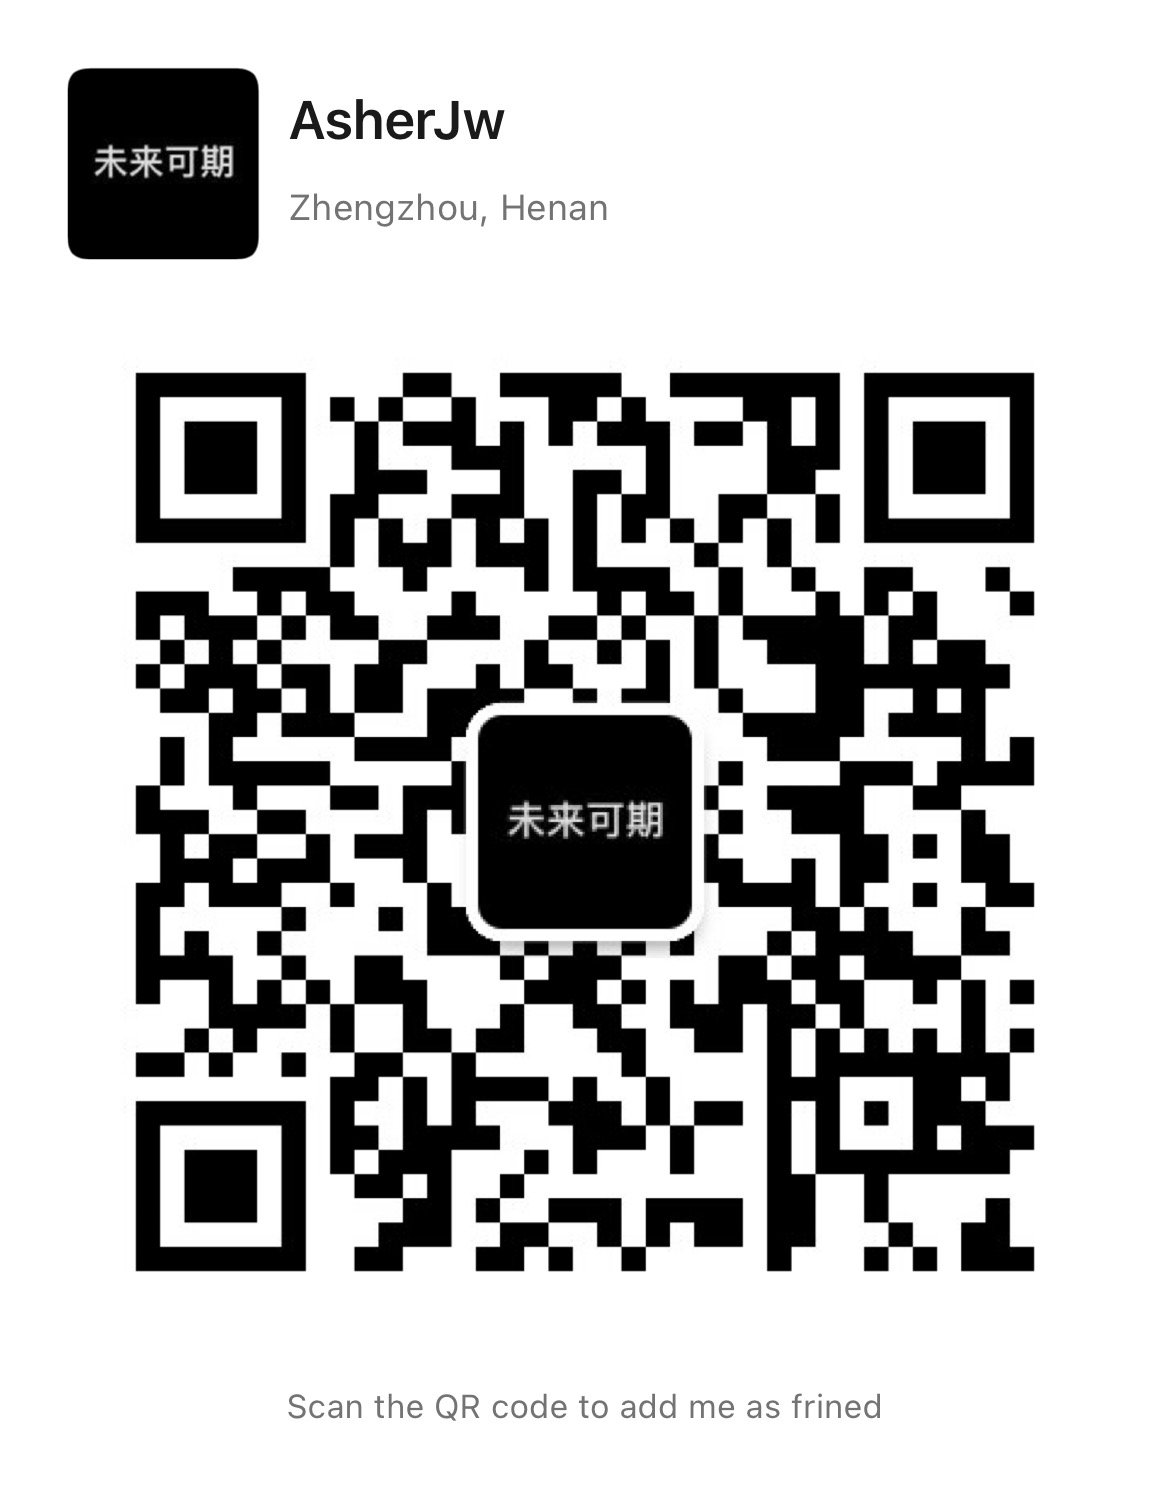 未来可期
AsherJw
Zhengzhou, Henan
未来可期
Scan the QR code to add me as frined